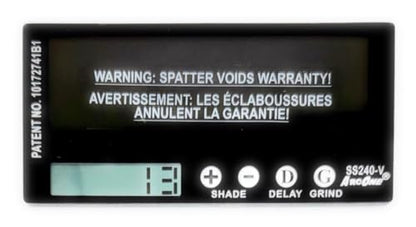 PATENT NO. 10172741B1
WARNING: SPATTER VOIDS WARRANTY!
AVERTISSEMENT: LES ÉCLABOUSSURES
ANNULENT LA GARANTIE!
13
+ − D G
SHADE DELAY GRIND
SS240-V
ARCONE®